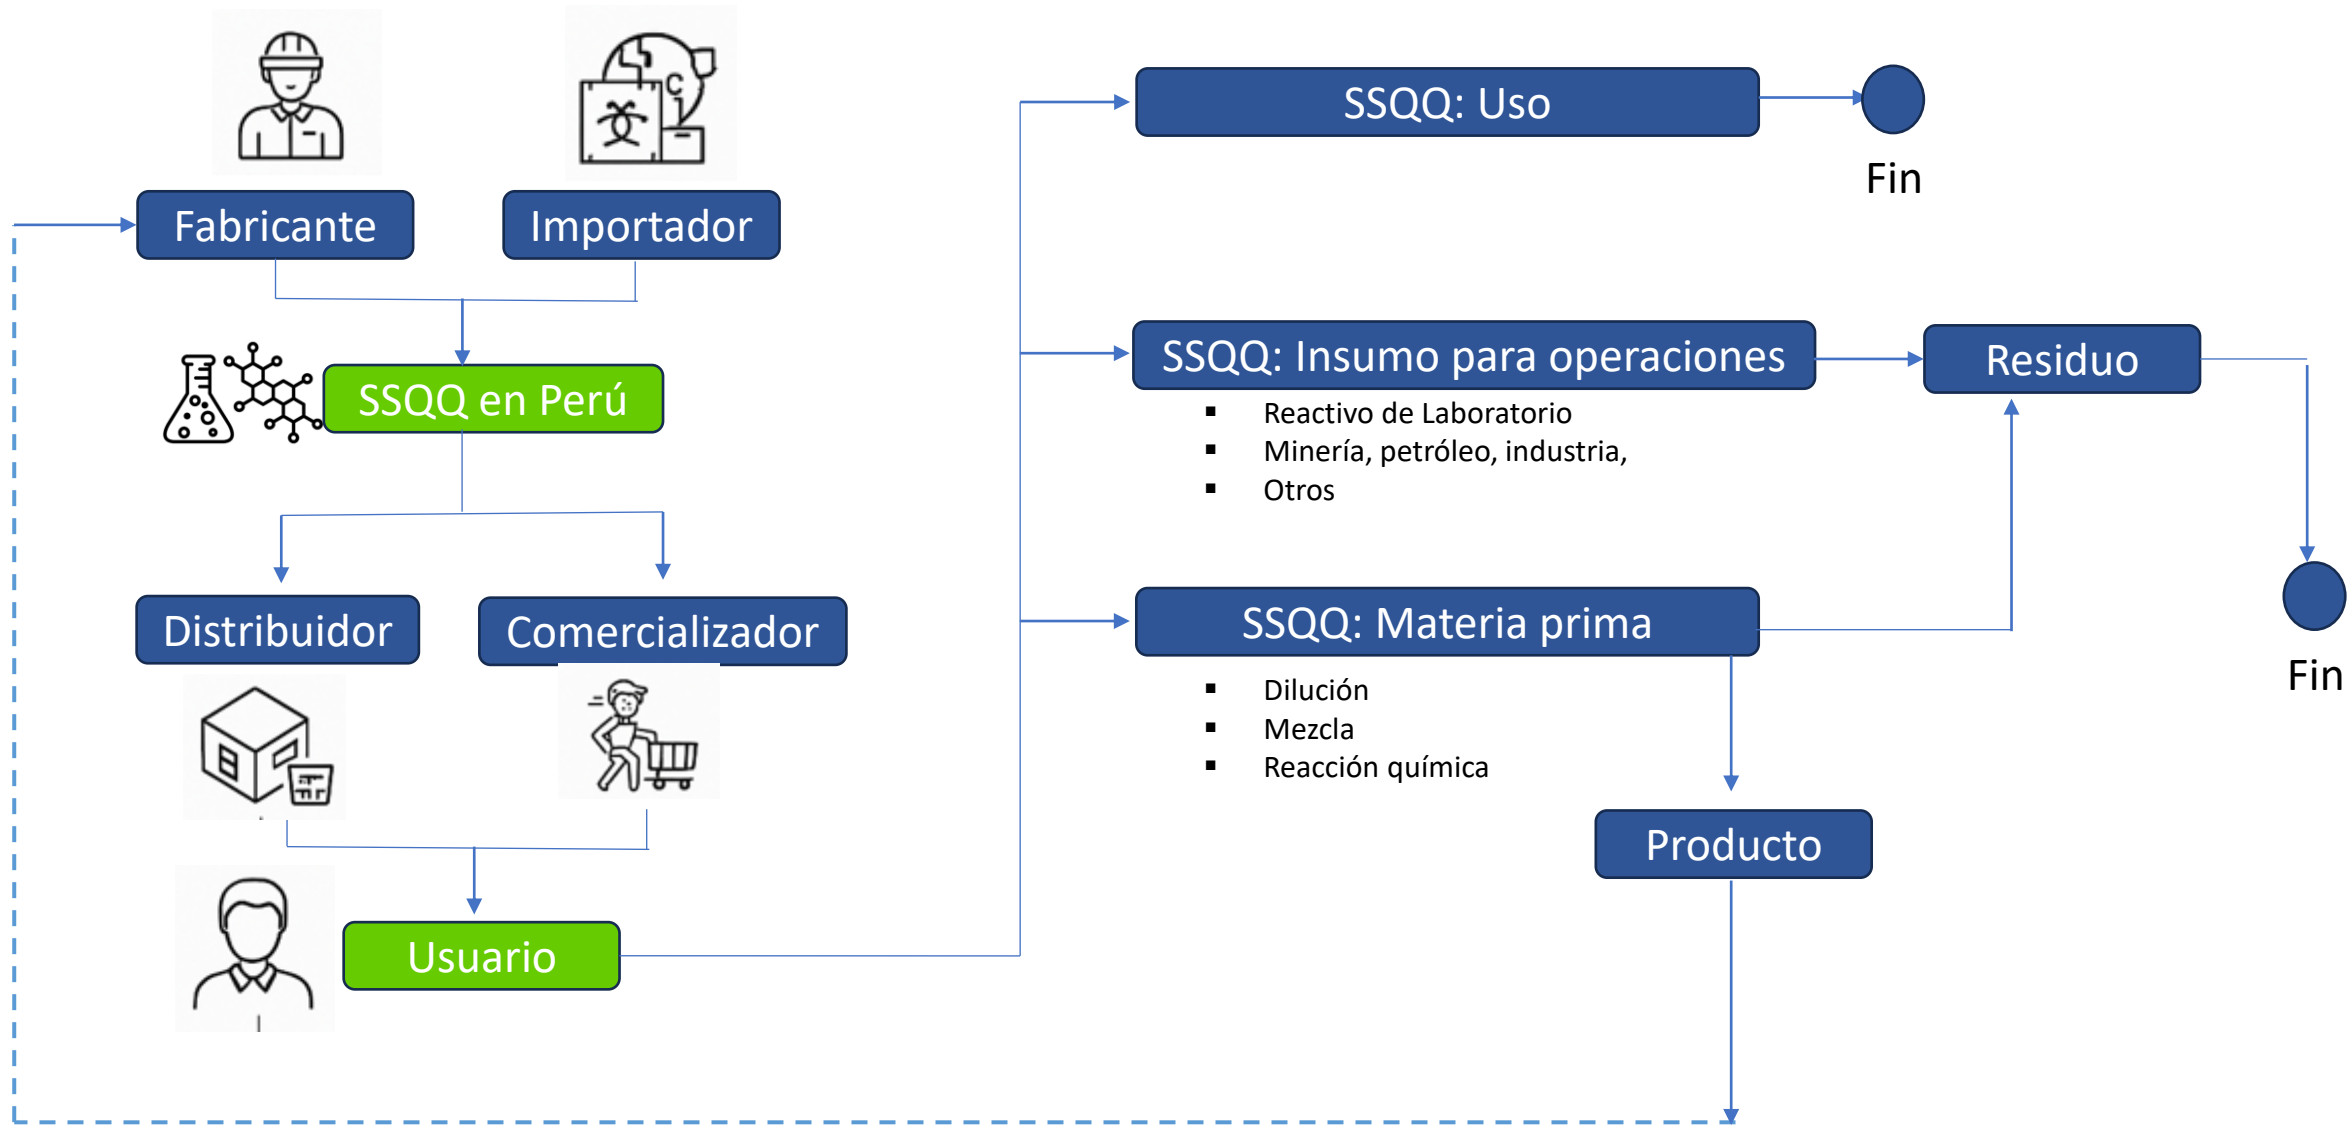 Fabricante
Importador
SSQQ en Perú
Distribuidor
Comercializador
Usuario
SSQQ: Uso
Fin
SSQQ: Insumo para operaciones
▪ Reactivo de Laboratorio
▪ Minería, petróleo, industria,
▪ Otros
Residuo
Fin
SSQQ: Materia prima
▪ Dilución
▪ Mezcla
▪ Reacción química
Producto